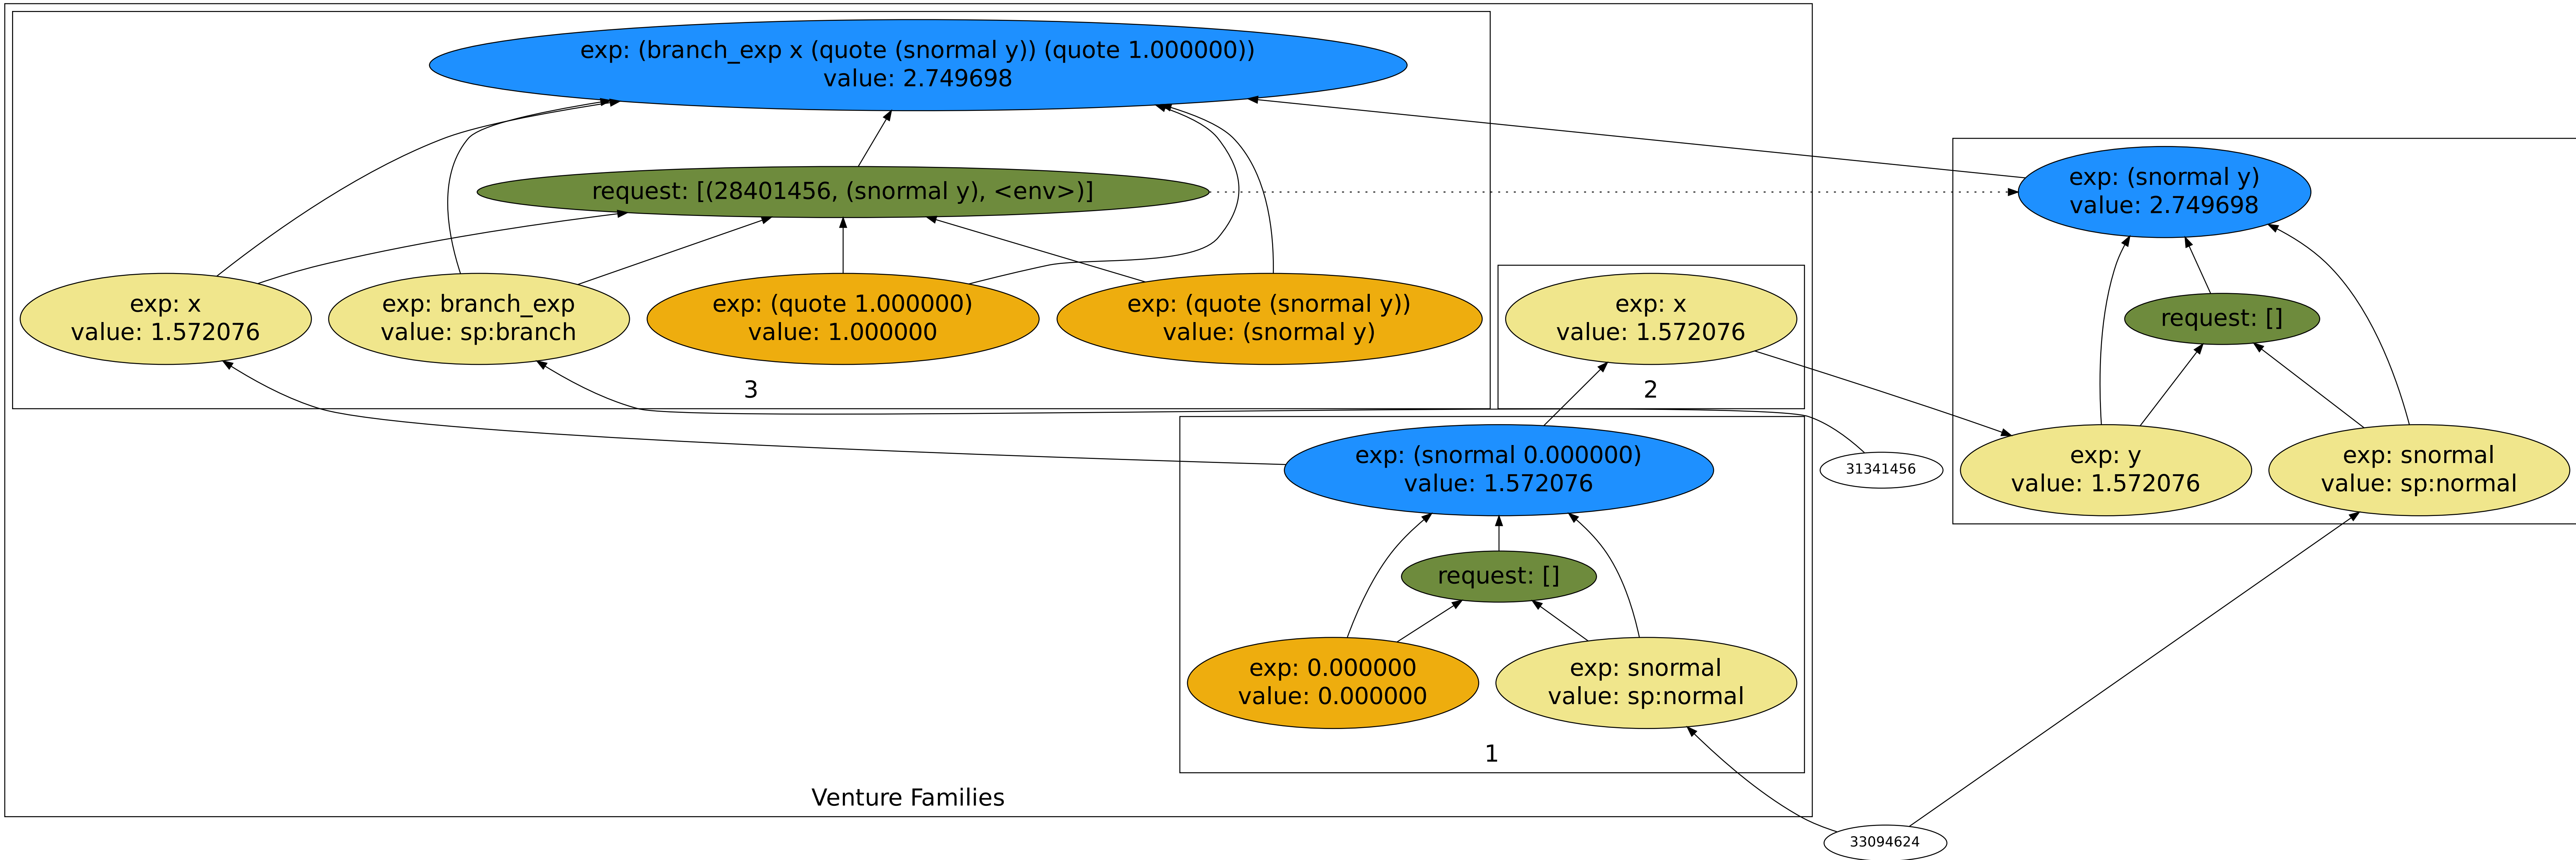 exp: (branch_exp x (quote (snormal y)) (quote 1.000000))
value: 2.749698
request: [(28401456, (snormal y), <env>)]
exp: x
value: 1.572076
exp: branch_exp
value: sp:branch
exp: (quote 1.000000)
value: 1.000000
exp: (quote (snormal y))
value: (snormal y)
3
exp: x
value: 1.572076
2
exp: (snormal y)
value: 2.749698
request: []
exp: y
value: 1.572076
exp: snormal
value: sp:normal
exp: (snormal 0.000000)
value: 1.572076
31341456
request: []
exp: 0.000000
value: 0.000000
exp: snormal
value: sp:normal
1
Venture Families
33094624